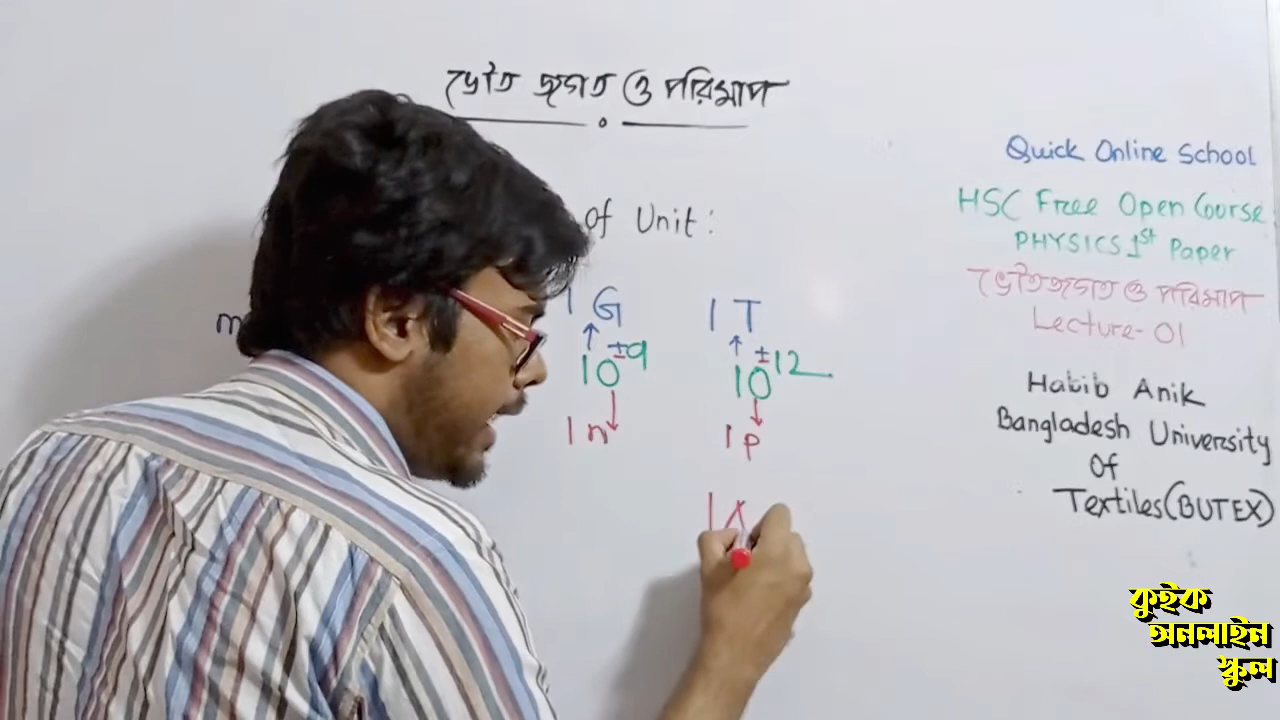 ভৌত জগত ও পরিমাপ
of Unit:
1 G
1 T
10±9
10±12
1 n
1 p
m
Quick Online School
HSC Free Open Course
PHYSICS 1st Paper
ভৌতজগত ও পরিমাপ
Lecture-01
Habib Anik
Bangladesh University
Of
Textiles(BUTEX)
কুইক
অনলাইন
স্কুল